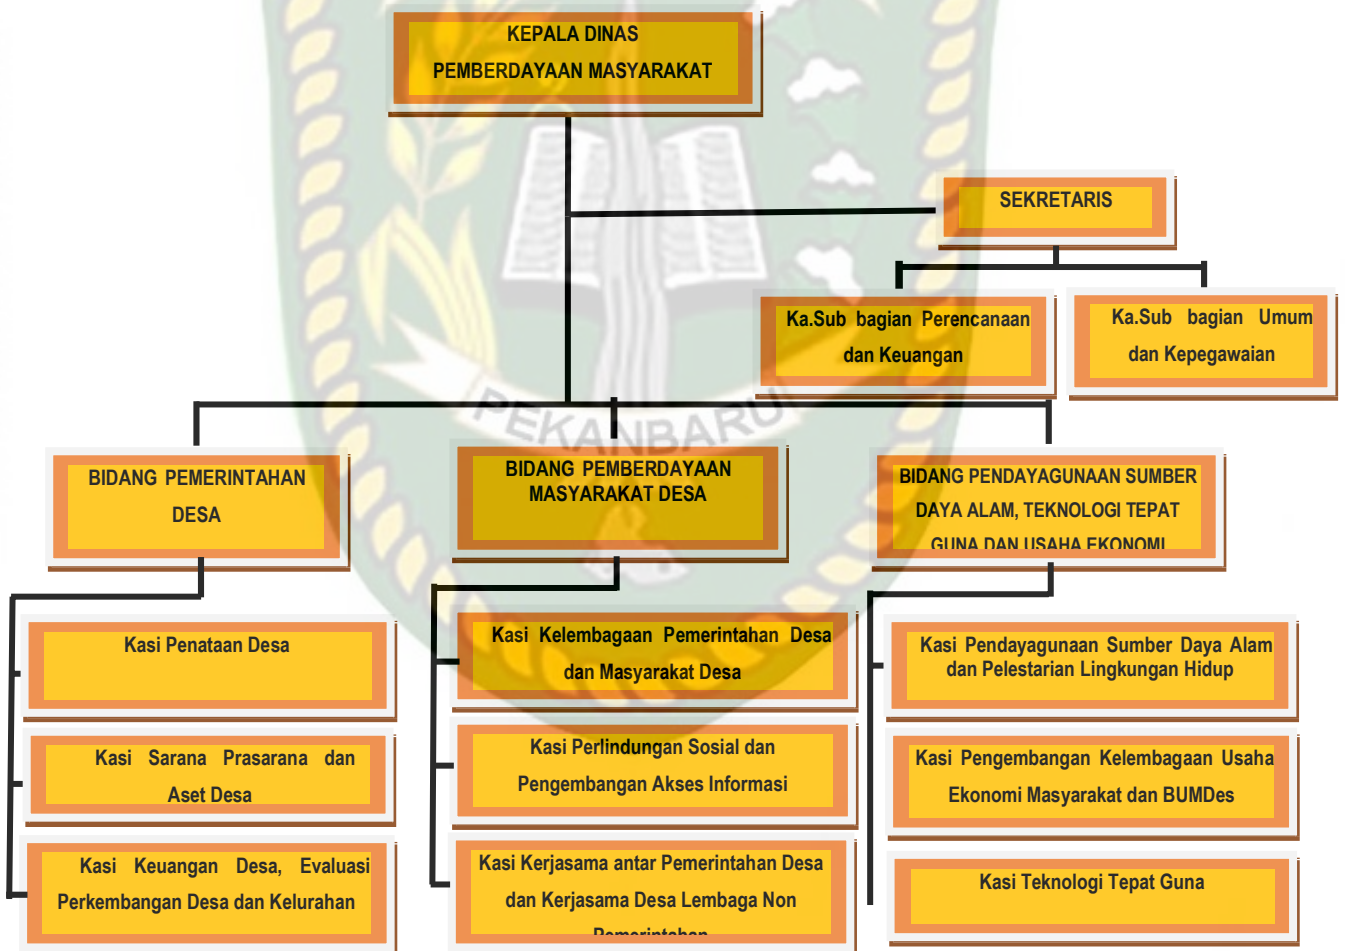 KEPALA DINAS
PEMBERDAYAAN MASYARAKAT
SEKRETARIS
Ka.Sub bagian Perencanaan
dan Keuangan
Ka.Sub bagian Umum
dan Kepegawaian
PEKANBARU
BIDANG PEMERINTAHAN
DESA
BIDANG PEMBERDAYAAN
MASYARAKAT DESA
BIDANG PENDAYAGUNAAN SUMBER
DAYA ALAM, TEKNOLOGI TEPAT
GUNA DAN USAHA EKONOMI
Kasi Penataan Desa
Kasi Sarana Prasarana dan
Aset Desa
Kasi Keuangan Desa, Evaluasi
Perkembangan Desa dan Kelurahan
Kasi Kelembagaan Pemerintahan Desa
dan Masyarakat Desa
Kasi Perlindungan Sosial dan
Pengembangan Akses Informasi
Kasi Kerjasama antar Pemerintahan Desa
dan Kerjasama Desa Lembaga Non
Pemerintahan
Kasi Pendayagunaan Sumber Daya Alam
dan Pelestarian Lingkungan Hidup
Kasi Pengembangan Kelembagaan Usaha
Ekonomi Masyarakat dan BUMDes
Kasi Teknologi Tepat Guna